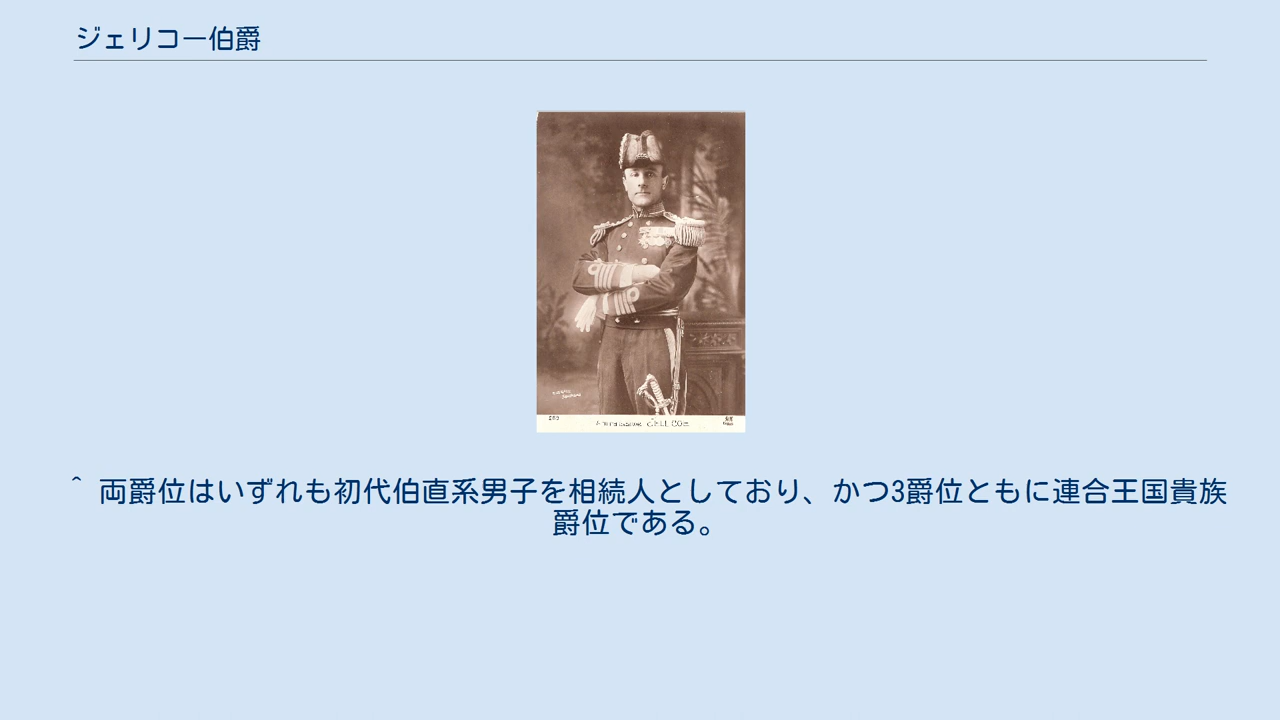 ジェリコー伯爵
JELLICOE
^ 両爵位はいずれも初代伯直系男子を相続人としており、かつ3爵位ともに連合王国貴族
爵位である。